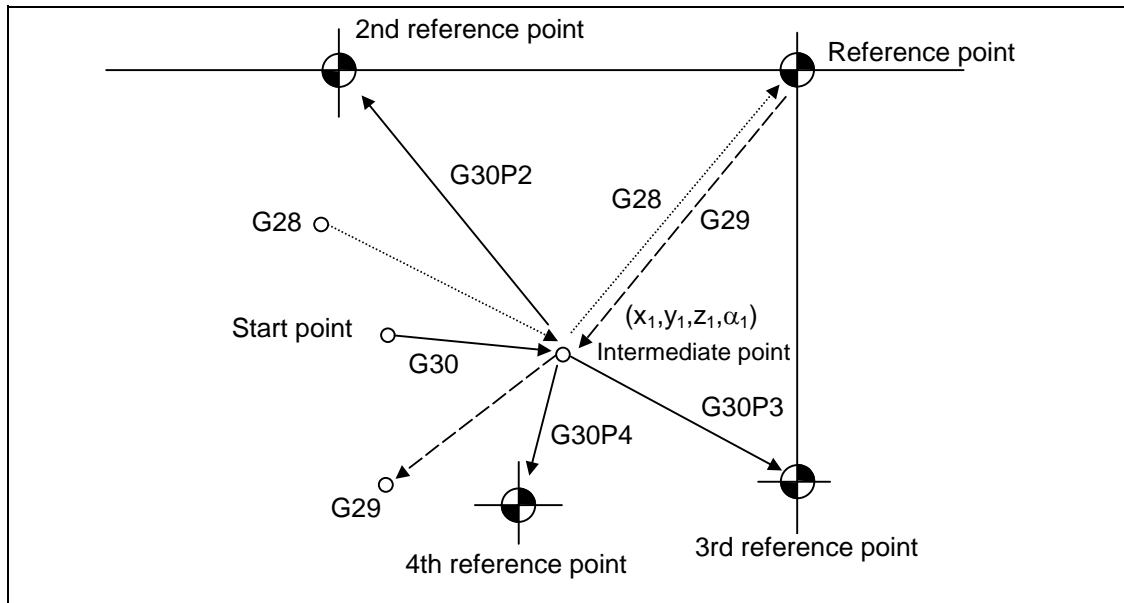 2nd reference point
Reference point
G30P2
G28
G29
G28
(x₁,y₁,z₁,α₁)
Start point
Intermediate point
G30
G30P3
G30P4
G29
3rd reference point
4th reference point